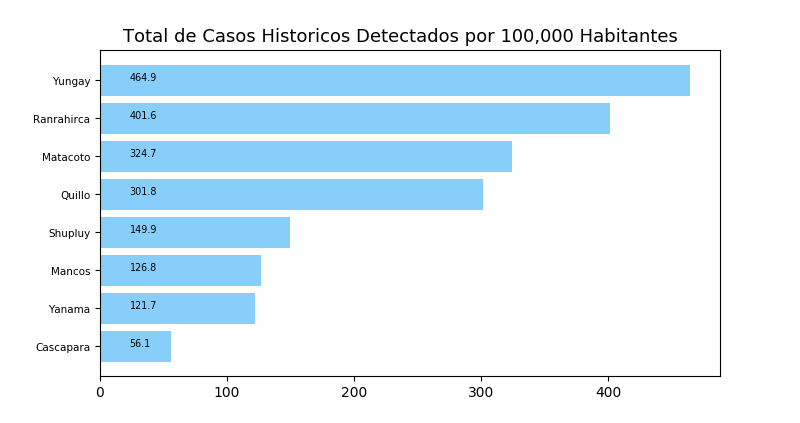 Total de Casos Historicos Detectados por 100,000 Habitantes
Yungay 464.9
Ranrahirca 401.6
Matacoto 324.7
Quillo 301.8
Shupluy 149.9
Mancos 126.8
Yanama 121.7
Cascapara 56.1
0 100 200 300 400